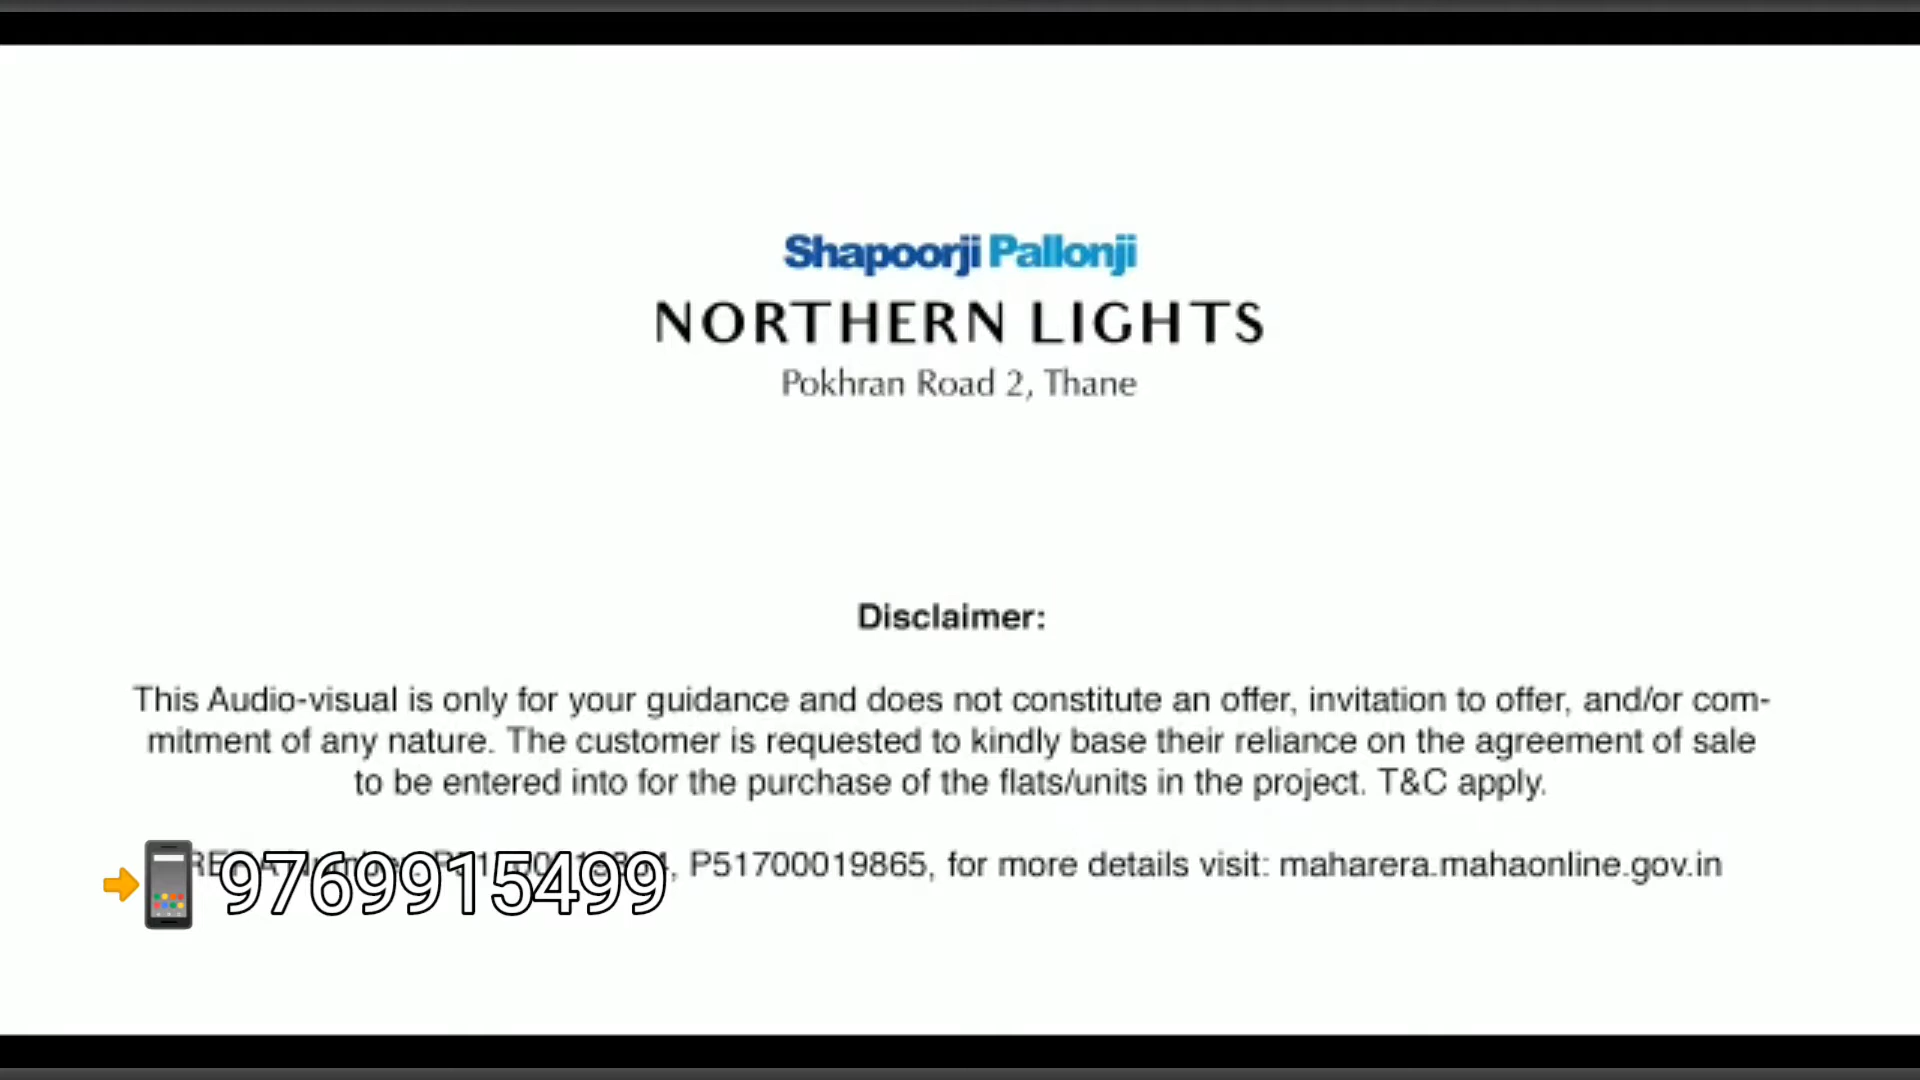 Shapoorji Pallonji
NORTHERN LIGHTS
Pokhran Road 2, Thane
Disclaimer:
This Audio-visual is only for your guidance and does not constitute an offer, invitation to offer, and/or com-
mitment of any nature. The customer is requested to kindly base their reliance on the agreement of sale
to be entered into for the purchase of the flats/units in the project. T&C apply.
P51700019865, for more details visit: maharera.mahaonline.gov.in
9769915499